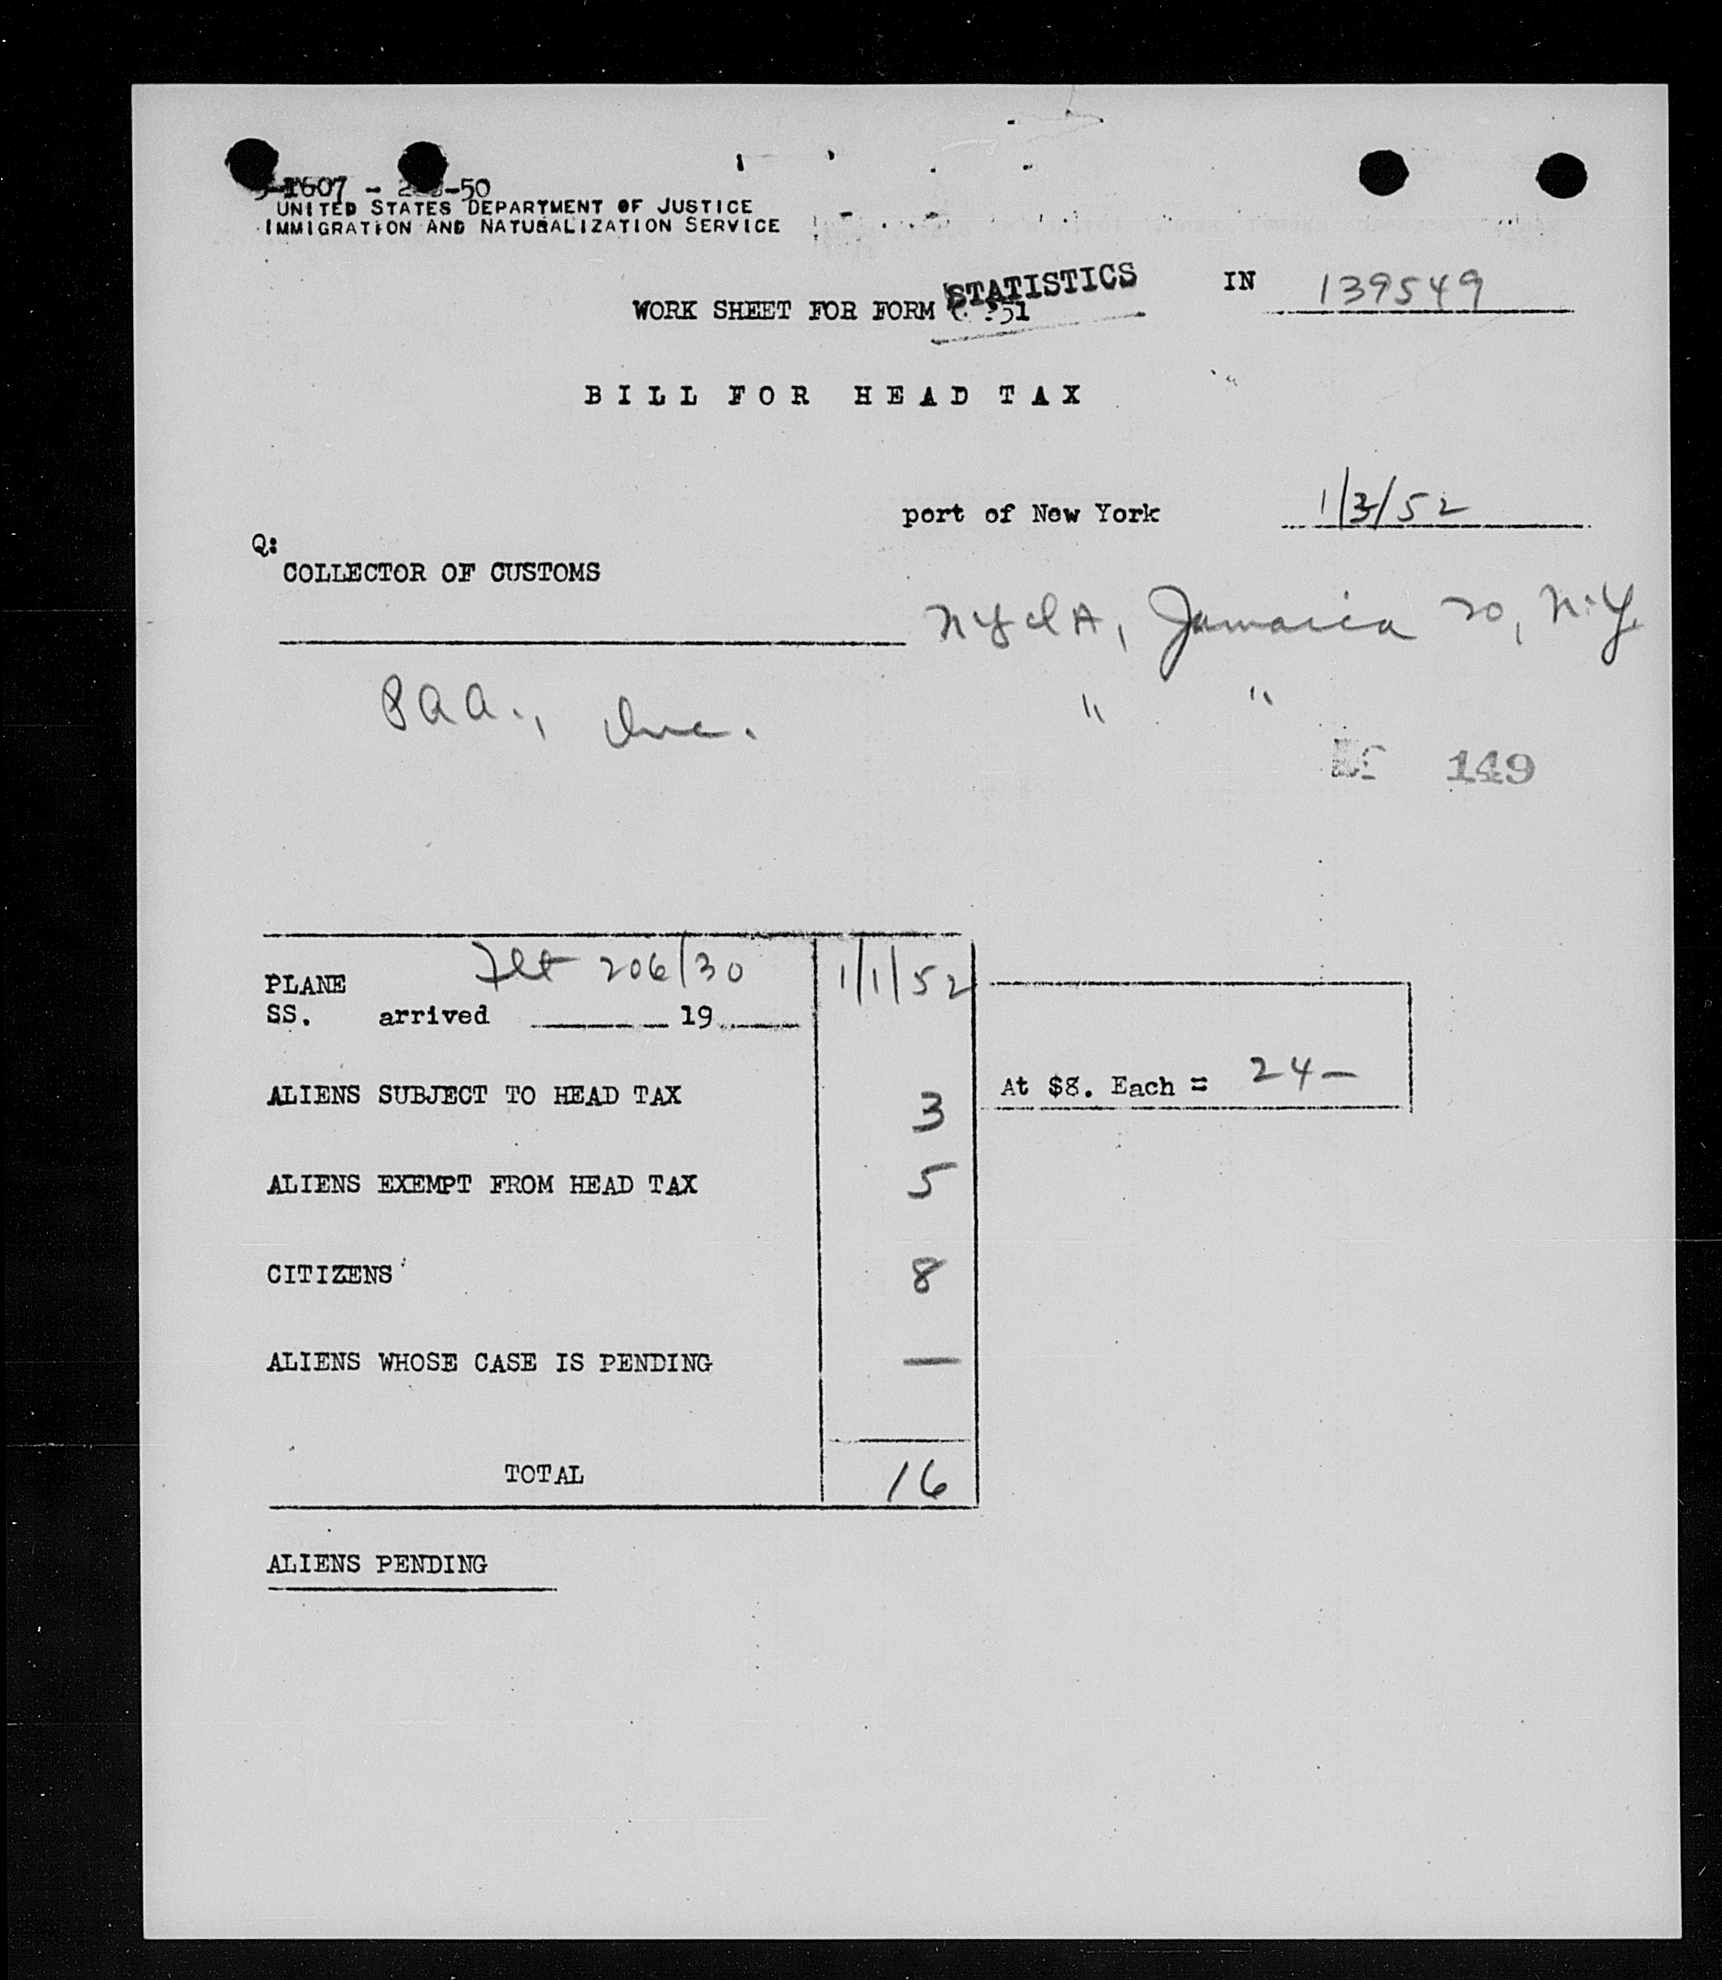 -1607 - -50
UNITED STATES DEPARTMENT OF JUSTICE
IMMIGRATION AND NATURALIZATION SERVICE
STATISTICS
IN 139549
WORK SHEET FOR FORM 51
BILL FOR HEAD TAX
port of New York 1/3/52
Q:
COLLECTOR OF CUSTOMS
NYIA, Jamaica 20, N.Y.
P.A.A., Inc. " "
149
Flt 206/30 1/1/52
PLANE
SS. arrived 19
ALIENS SUBJECT TO HEAD TAX 3 At $8. Each = 24—
ALIENS EXEMPT FROM HEAD TAX 5
CITIZENS 8
ALIENS WHOSE CASE IS PENDING —
TOTAL 16
ALIENS PENDING